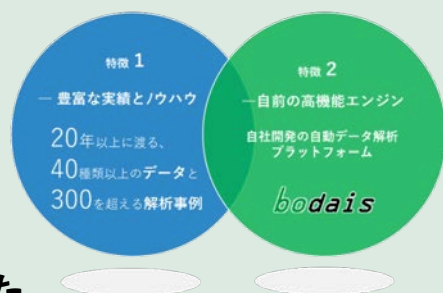 特徴 1
― 豊富な実績とノウハウ
20年以上に渡る、
40種類以上のデータと
300を超える解析事例
特徴 2
―自前の高機能エンジン
自社開発の自動データ解析
プラットフォーム
bodais
た